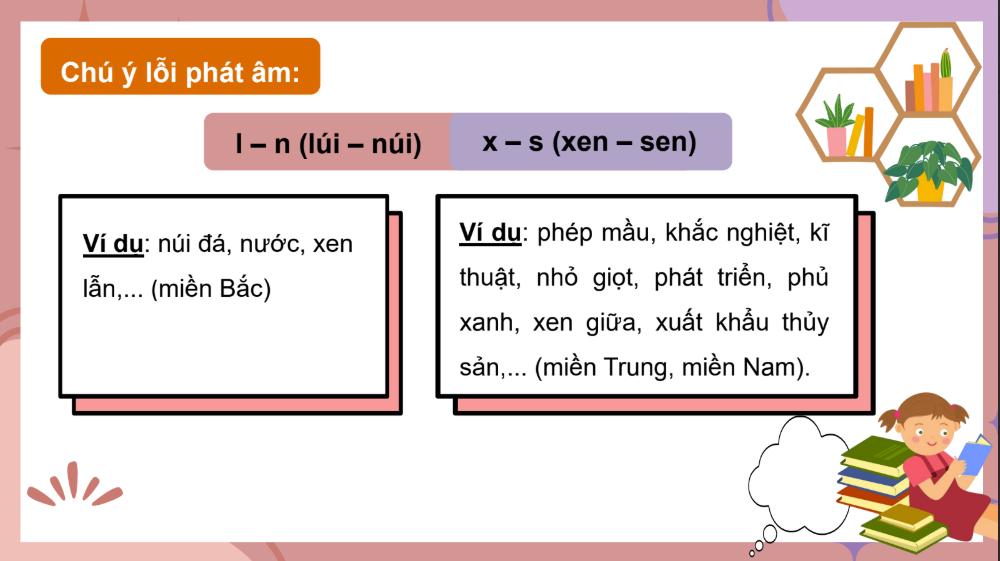 Chú ý lỗi phát âm:
l – n (lúi – núi)
x – s (xen – sen)
Ví dụ: núi đá, nước, xen
lẫn,... (miền Bắc)
Ví dụ: phép mầu, khắc nghiệt, kĩ
thuật, nhỏ giọt, phát triển, phủ
xanh, xen giữa, xuất khẩu thủy
sản,... (miền Trung, miền Nam).